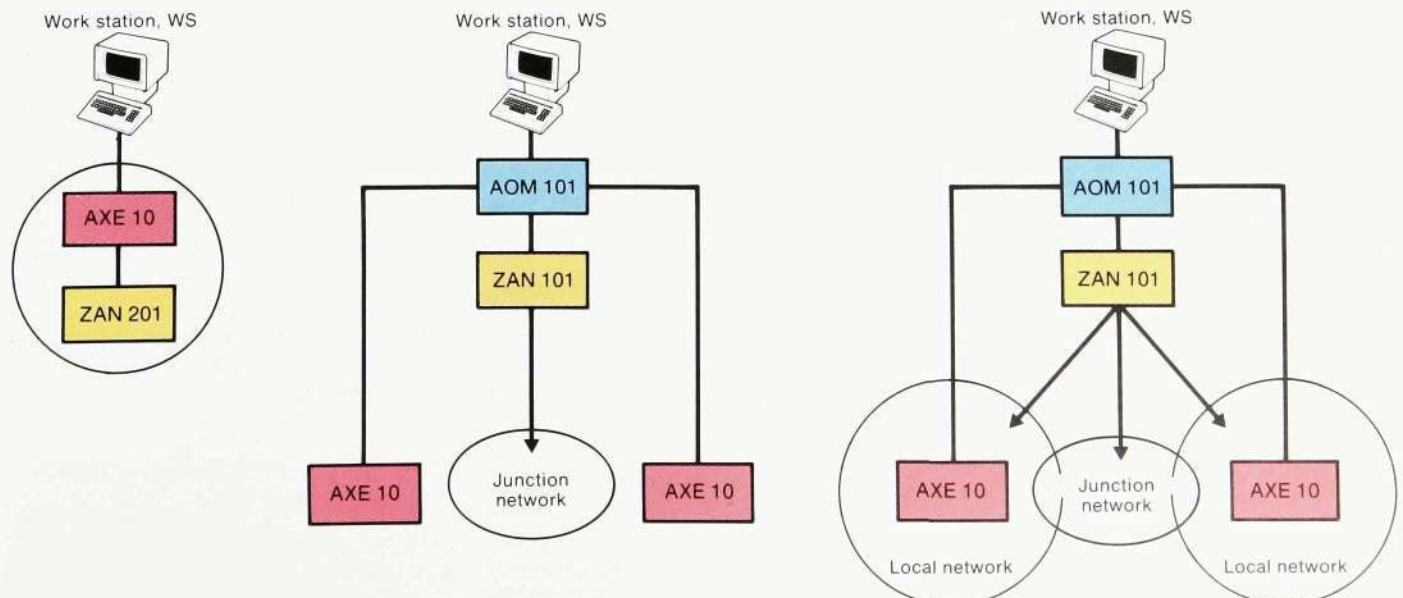 Work station, WS
AXE 10
ZAN 201
Work station, WS
AOM 101
ZAN 101
AXE 10
Junction
network
AXE 10
Work station, WS
AOM 101
ZAN 101
AXE 10
Junction
network
AXE 10
Local network
Local network